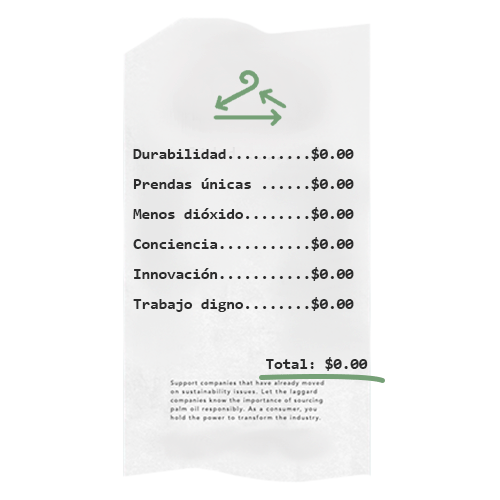 Durabilidad..........$0.00
Prendas únicas ......$0.00
Menos dióxido........$0.00
Conciencia...........$0.00
Innovación...........$0.00
Trabajo digno........$0.00
Total: $0.00
Support companies that have already moved
on sustainability issues. Let the laggard
companies know the importance of sourcing
palm oil responsibly. As a consumer, you
hold the power to transform the industry.